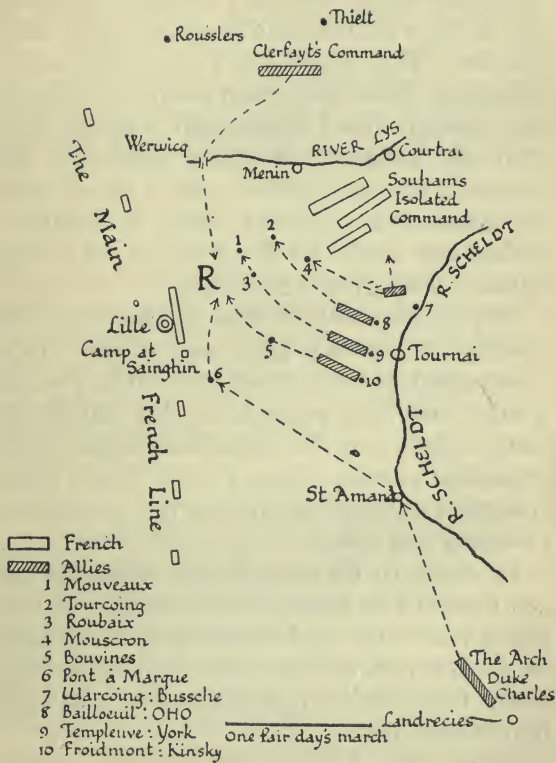 Thielt
Rousslers
Clerfayt's Command
Werwicq
RIVER LYS
Courtrai
Menin
Souhams
Isolated
Command
The Main French Line
1
2
4
3
R
8
7
R. SCHELDT
Lille
Camp at
Sainghin
5
9
Tournai
10
6
R. SCHELDT
St Amand
French
Allies
1 Mouveaux
2 Tourcoing
3 Roubaix
4 Mouscron
5 Bouvines
6 Pont à Marque
7 Warcoing : Bussche
8 Bailloeuil : OHO
9 Templeuve : York
10 Froidmont : Kinsky
The Arch
Duke
Charles
Landrecies
One fair day's march